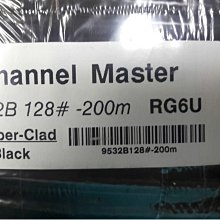 hannel Master
2B 128# -200m RG6U
per-Clad
Black
9532B128#-200m